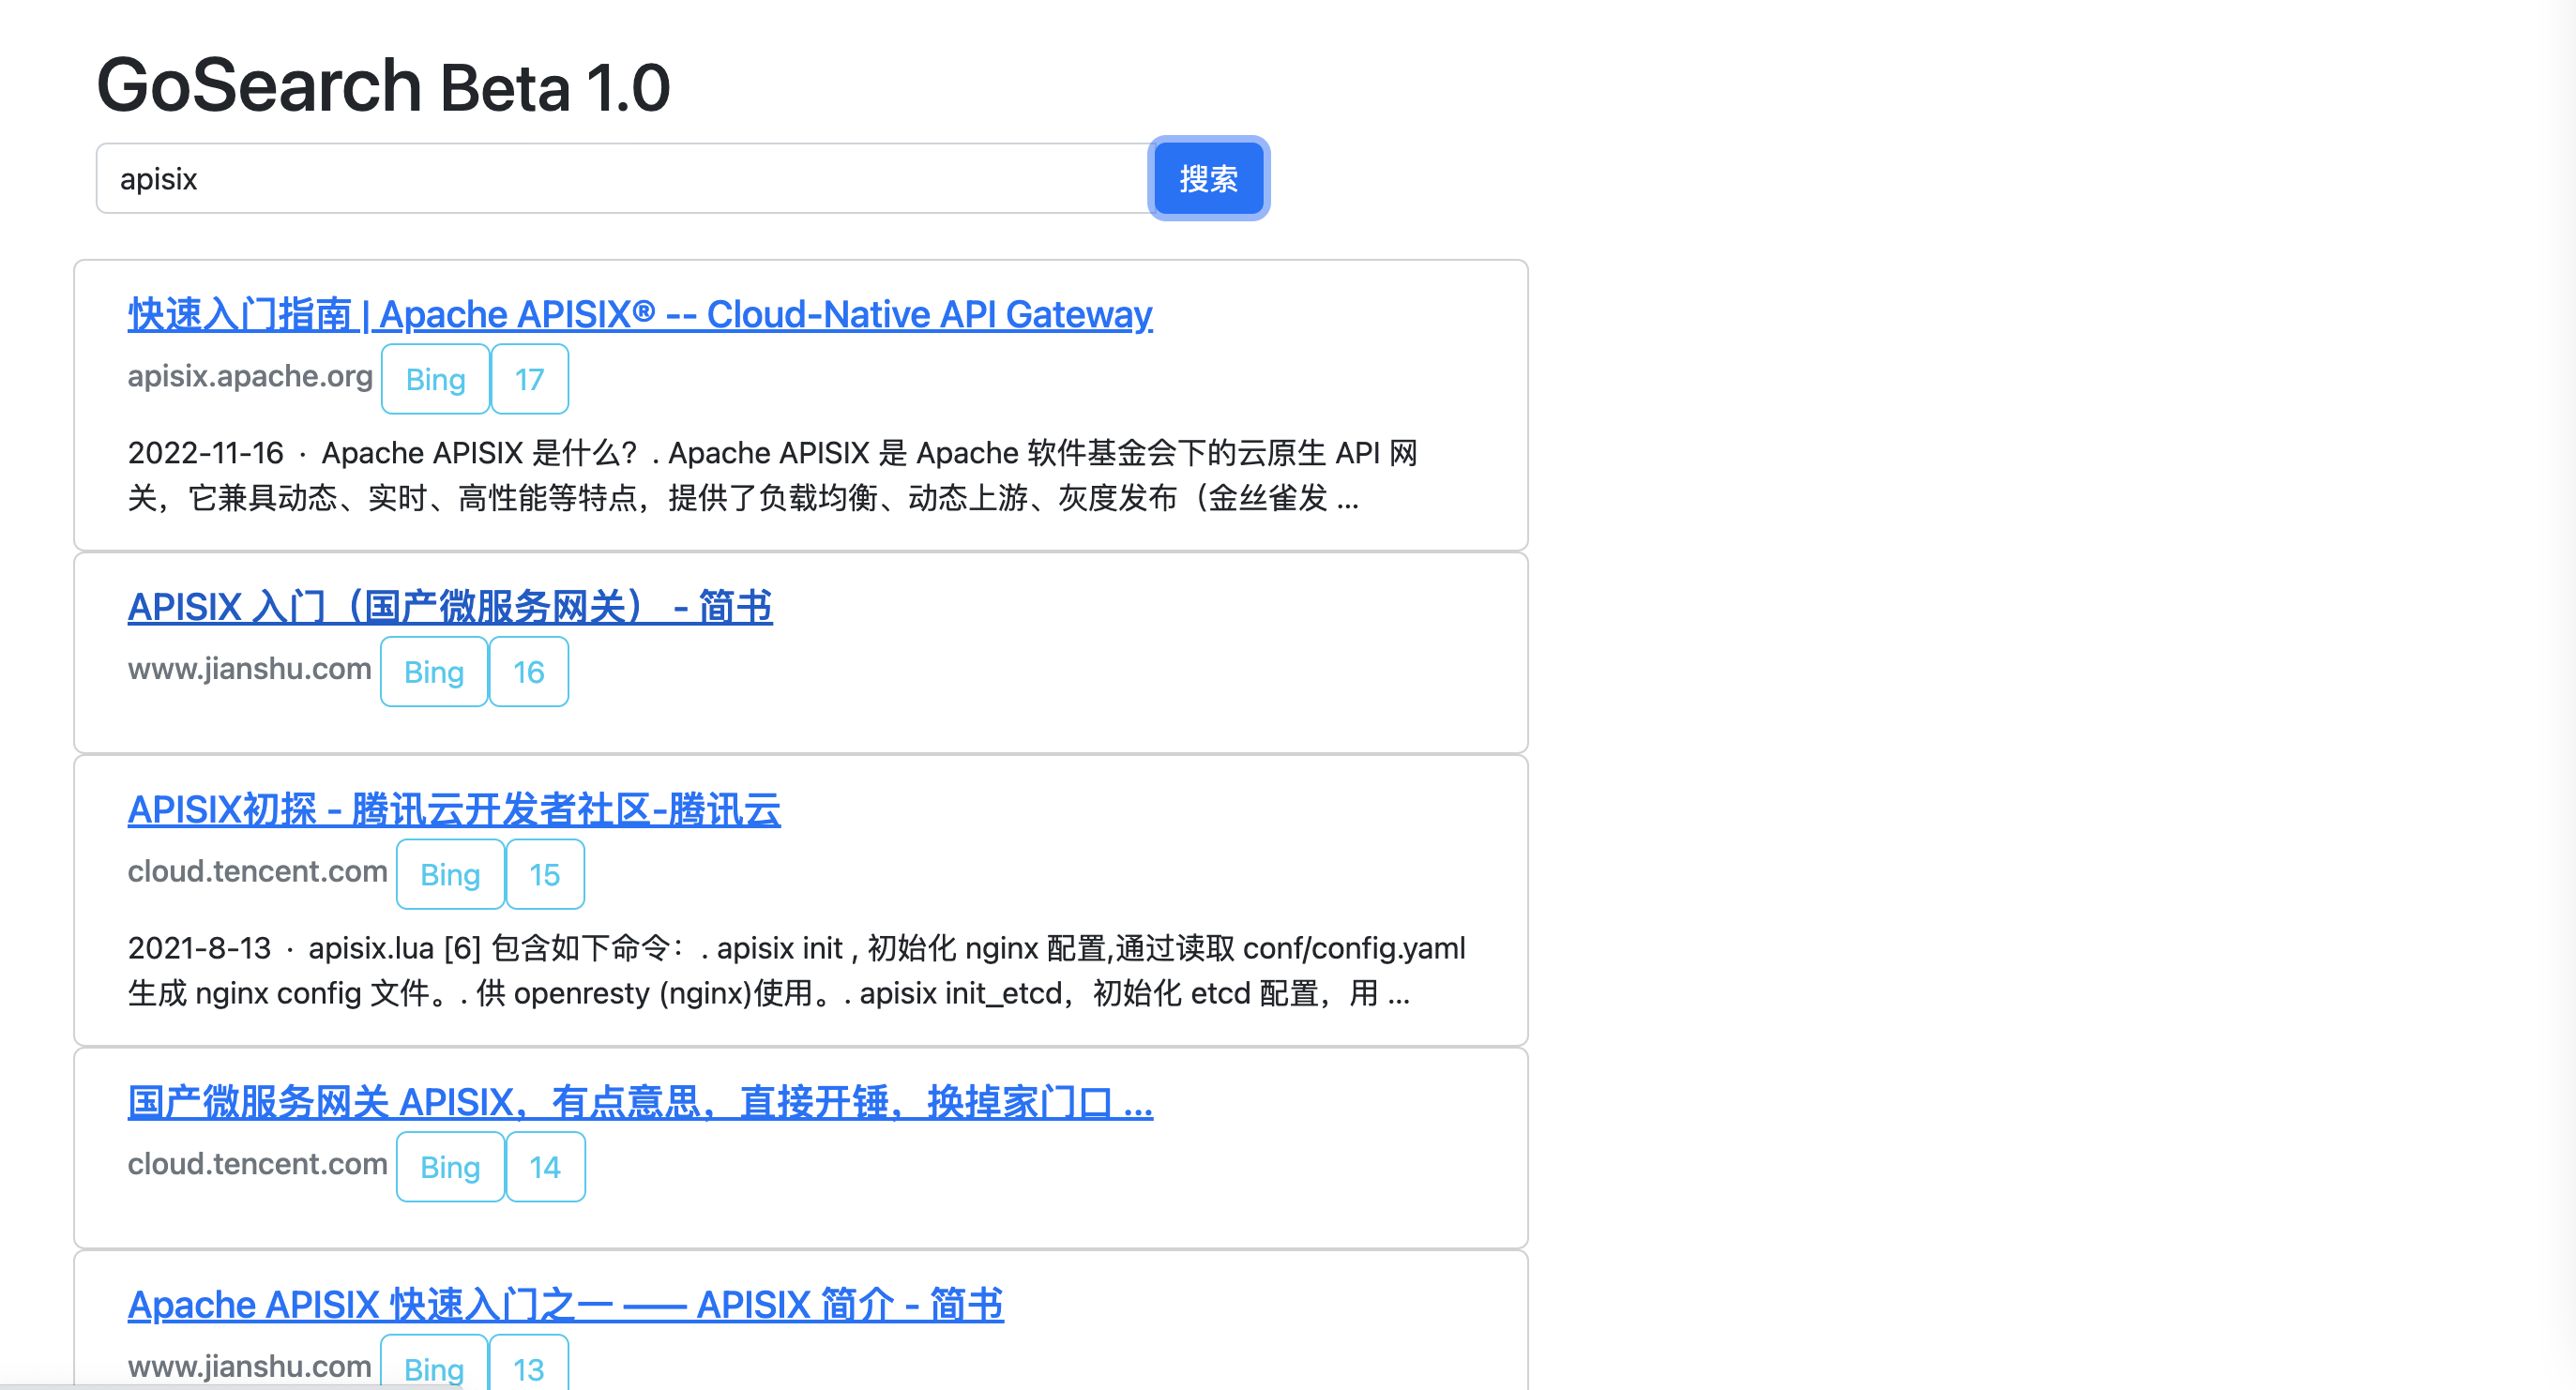 GoSearch Beta 1.0
apisix
搜索
快速入门指南 | Apache APISIX® -- Cloud-Native API Gateway
apisix.apache.org Bing 17
2022-11-16 · Apache APISIX 是什么？. Apache APISIX 是 Apache 软件基金会下的云原生 API 网
关，它兼具动态、实时、高性能等特点，提供了负载均衡、动态上游、灰度发布（金丝雀发 ...
APISIX 入门（国产微服务网关） - 简书
www.jianshu.com Bing 16
APISIX初探 - 腾讯云开发者社区-腾讯云
cloud.tencent.com Bing 15
2021-8-13 · apisix.lua [6] 包含如下命令：. apisix init , 初始化 nginx 配置,通过读取 conf/config.yaml
生成 nginx config 文件。. 供 openresty (nginx)使用。. apisix init_etcd，初始化 etcd 配置，用 ...
国产微服务网关 APISIX，有点意思，直接开锤，换掉家门口 ...
cloud.tencent.com Bing 14
Apache APISIX 快速入门之一 —— APISIX 简介 - 简书
www.jianshu.com Bing 13